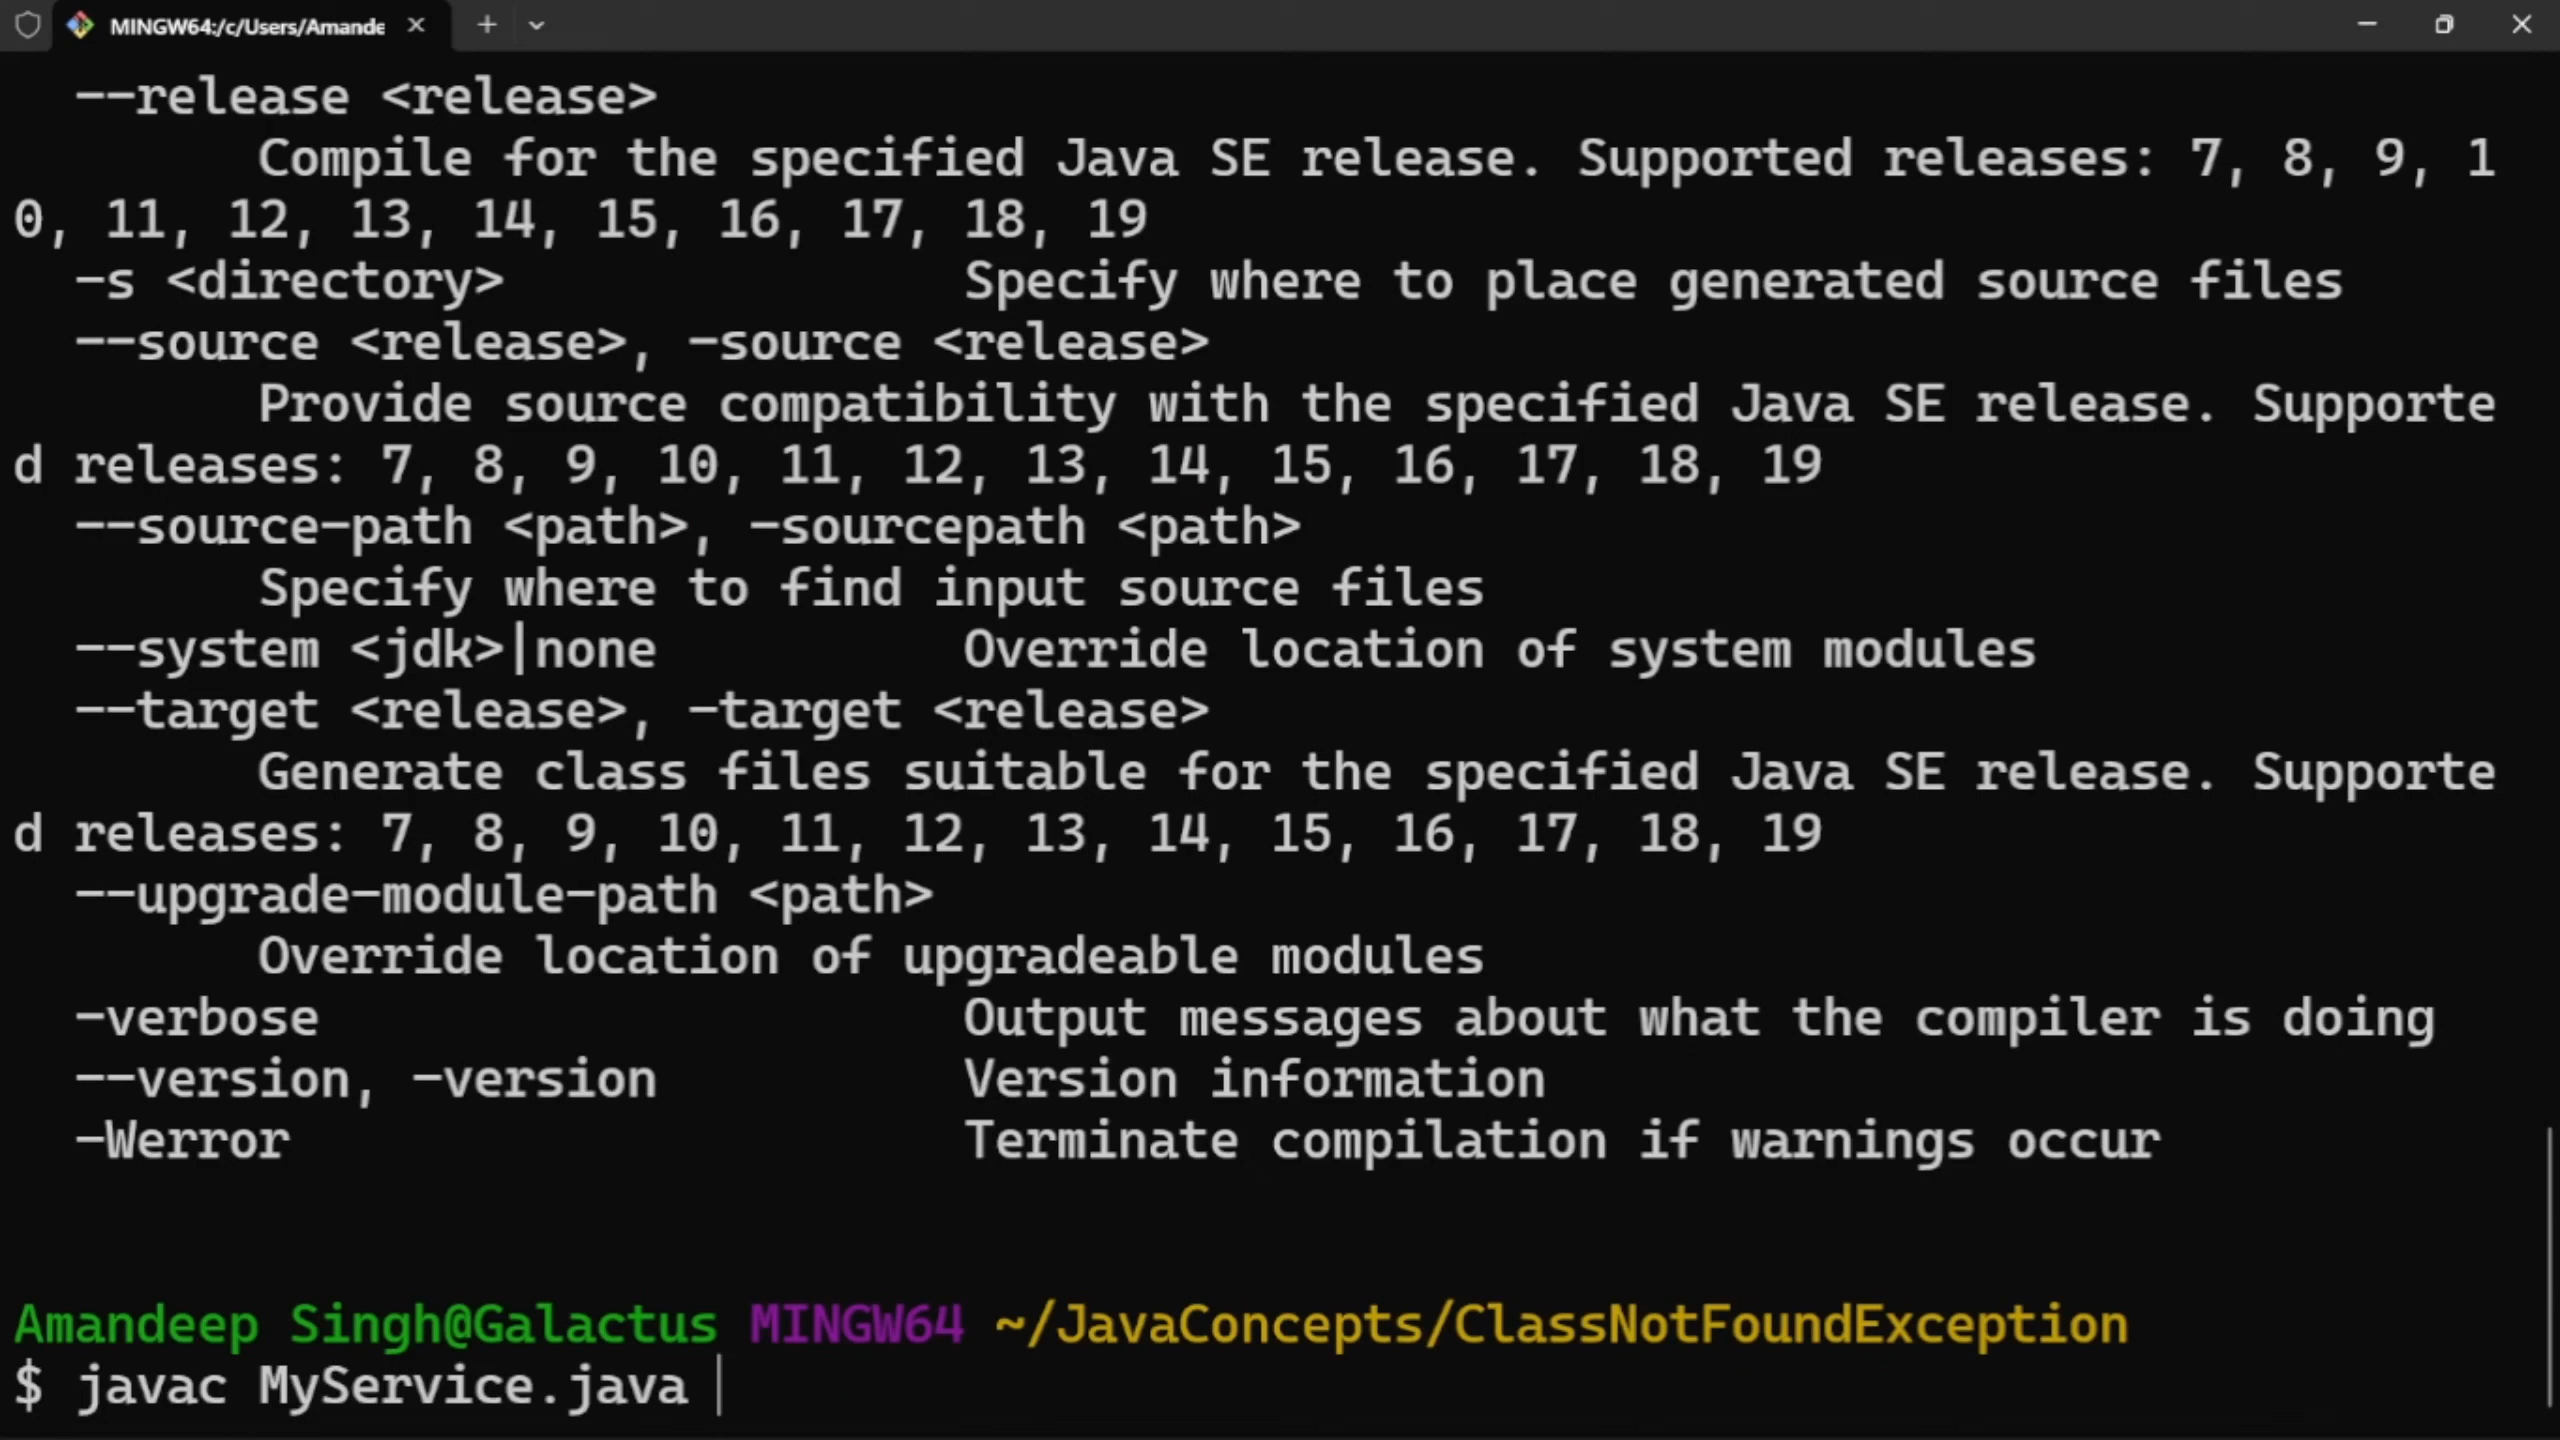 MINGW64:/c/Users/Amande
--release <release>
Compile for the specified Java SE release. Supported releases: 7, 8, 9, 1
0, 11, 12, 13, 14, 15, 16, 17, 18, 19
-s <directory> Specify where to place generated source files
--source <release>, -source <release>
Provide source compatibility with the specified Java SE release. Supporte
d releases: 7, 8, 9, 10, 11, 12, 13, 14, 15, 16, 17, 18, 19
--source-path <path>, -sourcepath <path>
Specify where to find input source files
--system <jdk>|none Override location of system modules
--target <release>, -target <release>
Generate class files suitable for the specified Java SE release. Supporte
d releases: 7, 8, 9, 10, 11, 12, 13, 14, 15, 16, 17, 18, 19
--upgrade-module-path <path>
Override location of upgradeable modules
-verbose Output messages about what the compiler is doing
--version, -version Version information
-Werror Terminate compilation if warnings occur
Amandeep Singh@Galactus MINGW64 ~/JavaConcepts/ClassNotFoundException
$ javac MyService.java